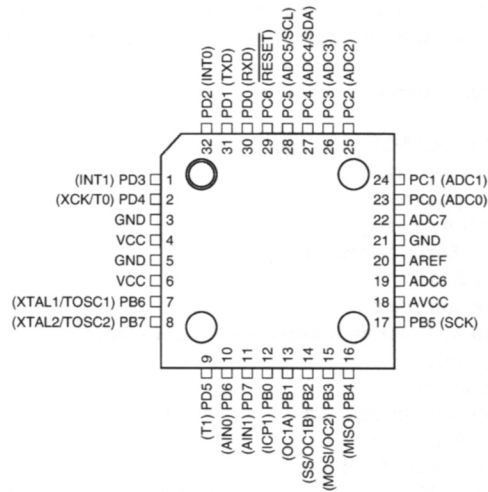 PD2 (INT0)
PD1 (TXD)
PD0 (RXD)
PC6 (RESET)
PC5 (ADC5/SCL)
PC4 (ADC4/SDA)
PC3 (ADC3)
PC2 (ADC2)
32 31 30 29 28 27 26 25
(INT1) PD3 1
(XCK/T0) PD4 2
GND 3
VCC 4
GND 5
VCC 6
(XTAL1/TOSC1) PB6 7
(XTAL2/TOSC2) PB7 8
24 PC1 (ADC1)
23 PC0 (ADC0)
22 ADC7
21 GND
20 AREF
19 ADC6
18 AVCC
17 PB5 (SCK)
9 10 11 12 13 14 15 16
(T1) PD5
(AIN0) PD6
(AIN1) PD7
(ICP1) PB0
(OC1A) PB1
(SS/OC1B) PB2
(MOSI/OC2) PB3
(MISO) PB4